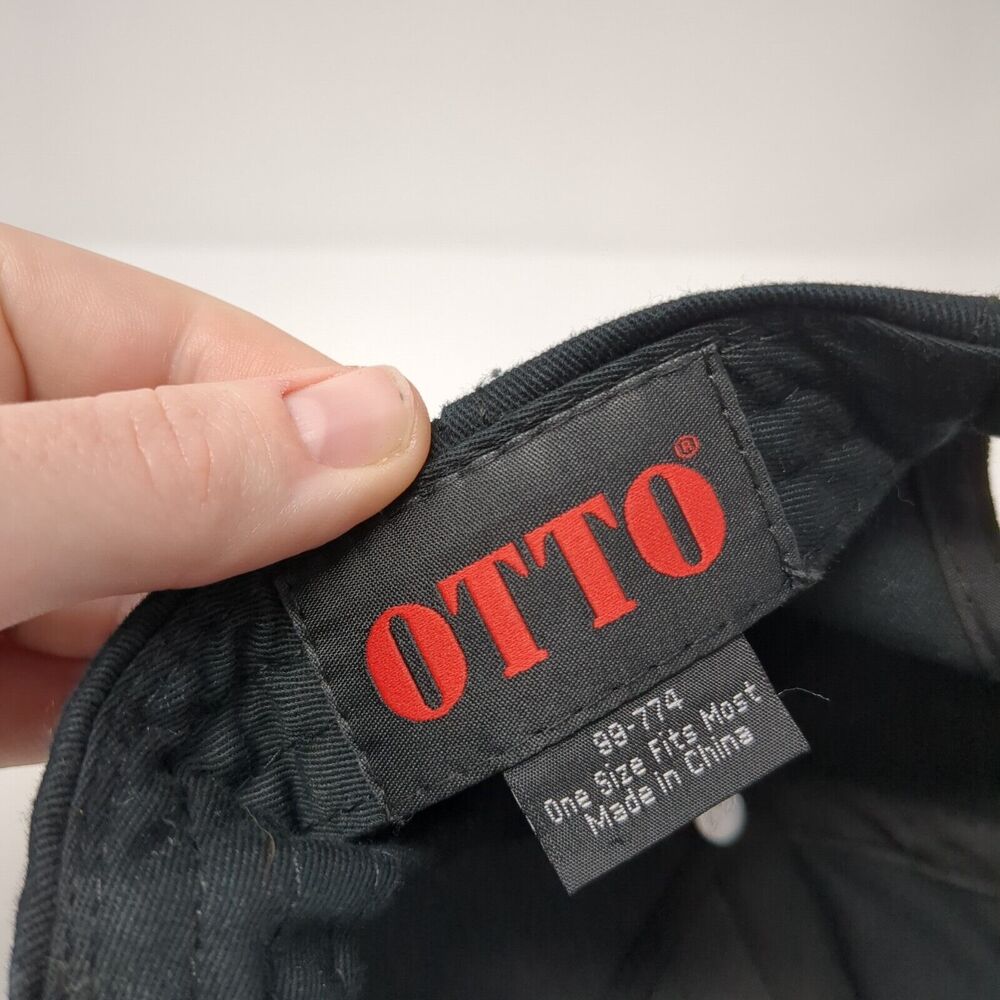 OTTO®
99-774
One Size Fits Most
Made in China